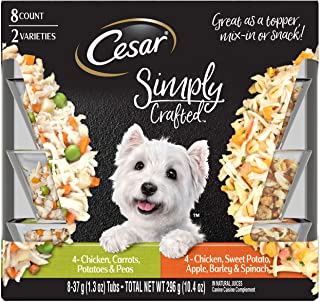 8 COUNT
2 VARIETIES
Cesar
Great as a topper,
mix-in or snack!
Simply
Crafted™
TM
4 - Chicken, Carrots,
Potatoes & Peas
4 - Chicken, Sweet Potato,
Apple, Barley & Spinach
8-37 g (1.3 oz) Tubs • TOTAL NET WT 296 g (10.4 oz)
IN NATURAL JUICES
Canine Cuisine Complement